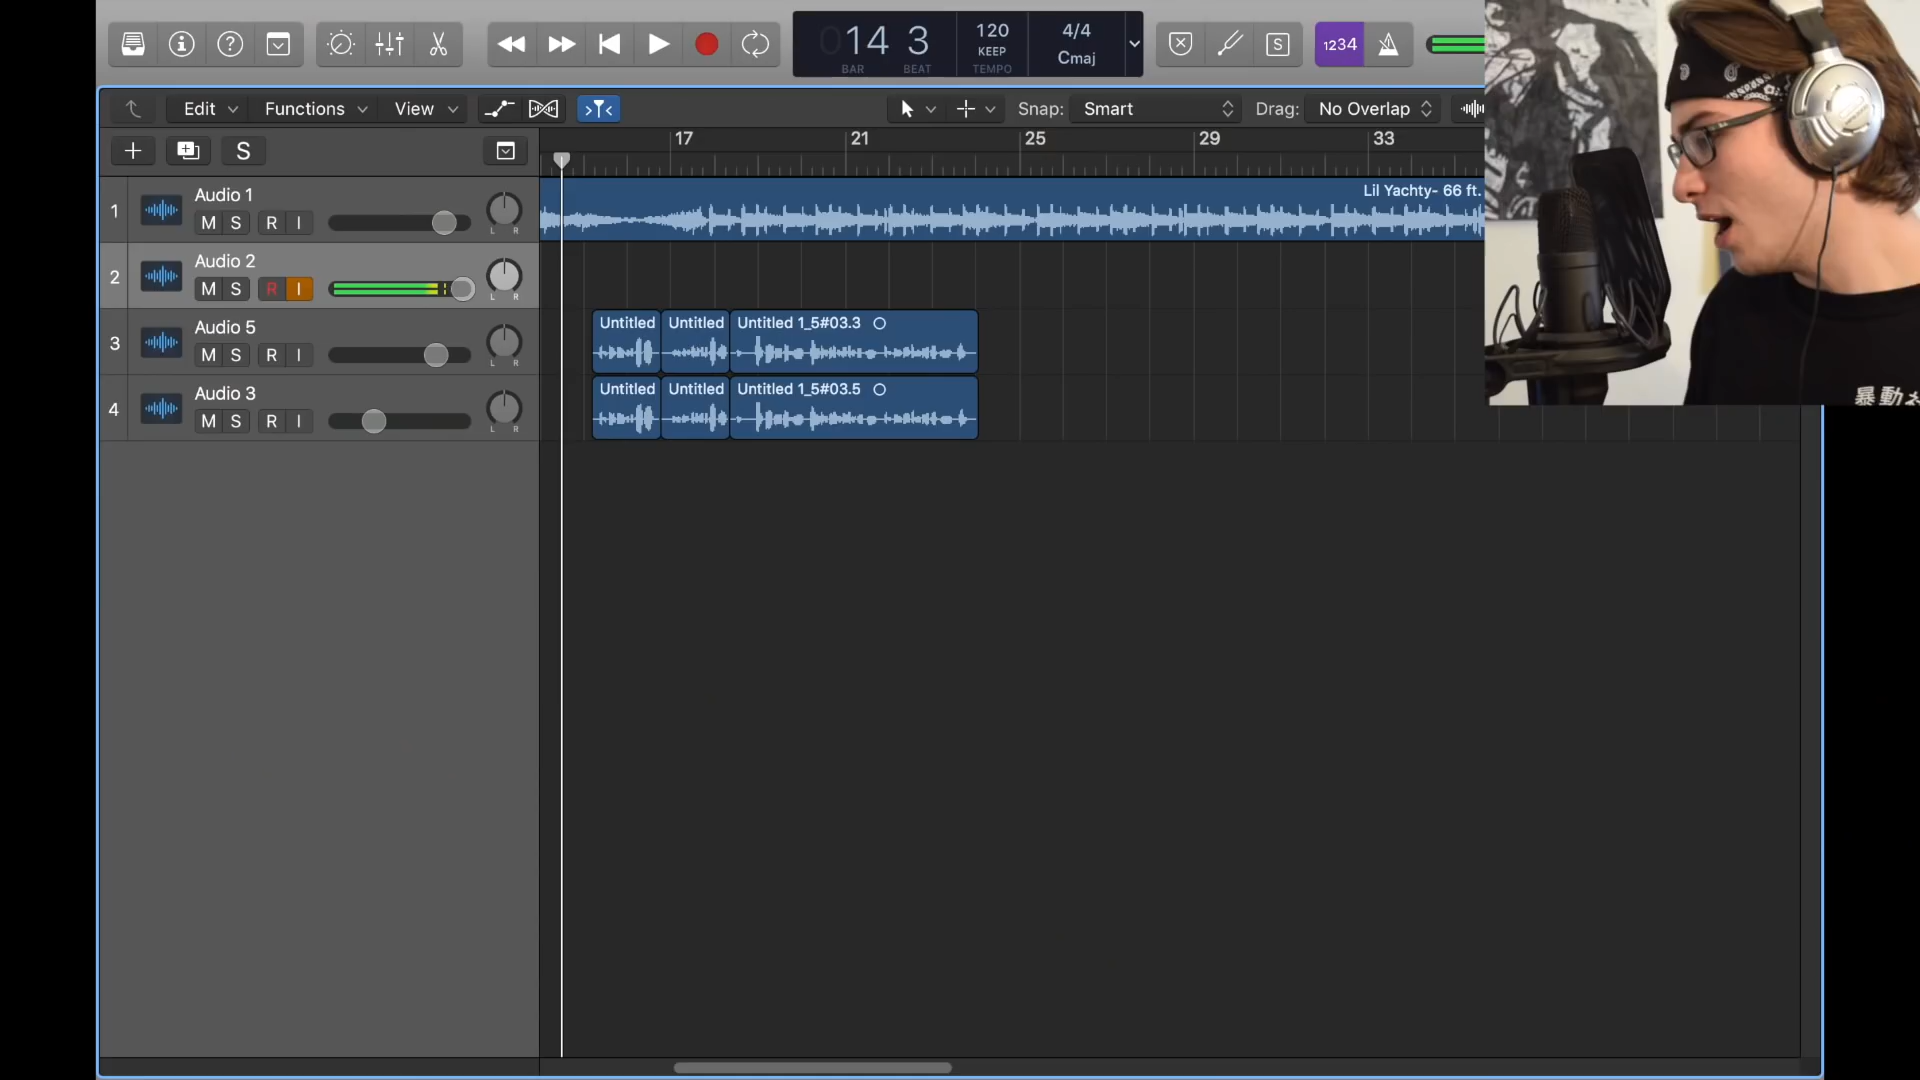 14 3
BAR BEAT
120
KEEP
TEMPO
4/4
Cmaj
S
1234
Edit Functions View
Snap: Smart Drag: No Overlap
S
17 21 25 29 33
1 Audio 1
M S R I
L R
Lil Yachty- 66 ft.
2 Audio 2
M S R I
L R
3 Audio 5
M S R I
L R
Untitled Untitled Untitled 1_5#03.3
4 Audio 3
M S R I
L R
Untitled Untitled Untitled 1_5#03.5
暴動